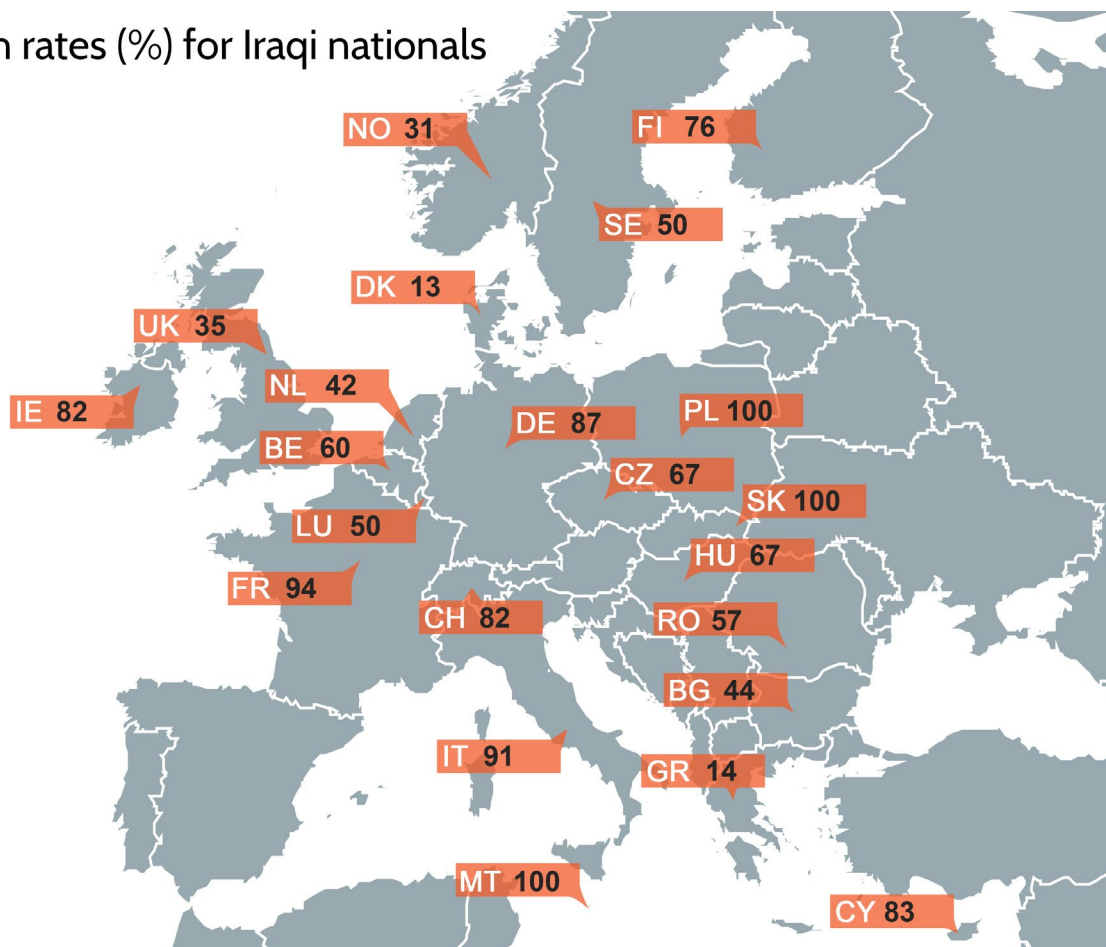 rates (%) for Iraqi nationals
NO 31
FI 76
SE 50
DK 13
UK 35
NL 42
IE 82
DE 87
PL 100
BE 60
CZ 67
SK 100
LU 50
HU 67
FR 94
CH 82
RO 57
BG 44
IT 91
GR 14
MT 100
CY 83